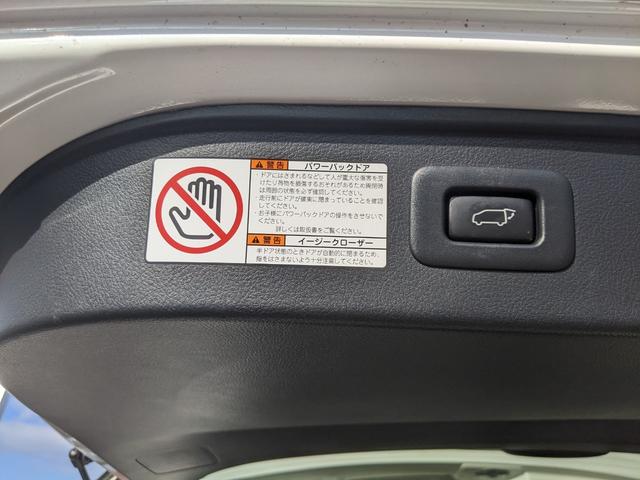 警告 パワーバックドア
・ドアにはさまれるなどして人が重大な傷害を受
けたり荷物を損傷するおそれがあるため開閉時
は周囲の状態を必ず確認してください。
・走行前にドアが確実に閉まっていることを確認
してください。
・お子様にパワーバックドアの操作をさせないで
ください。
詳しくは取扱書をご覧ください。
警告 イージークローザー
半ドア状態のときドアが自動的に閉まるため、
指をはさまないよう十分注意してください。